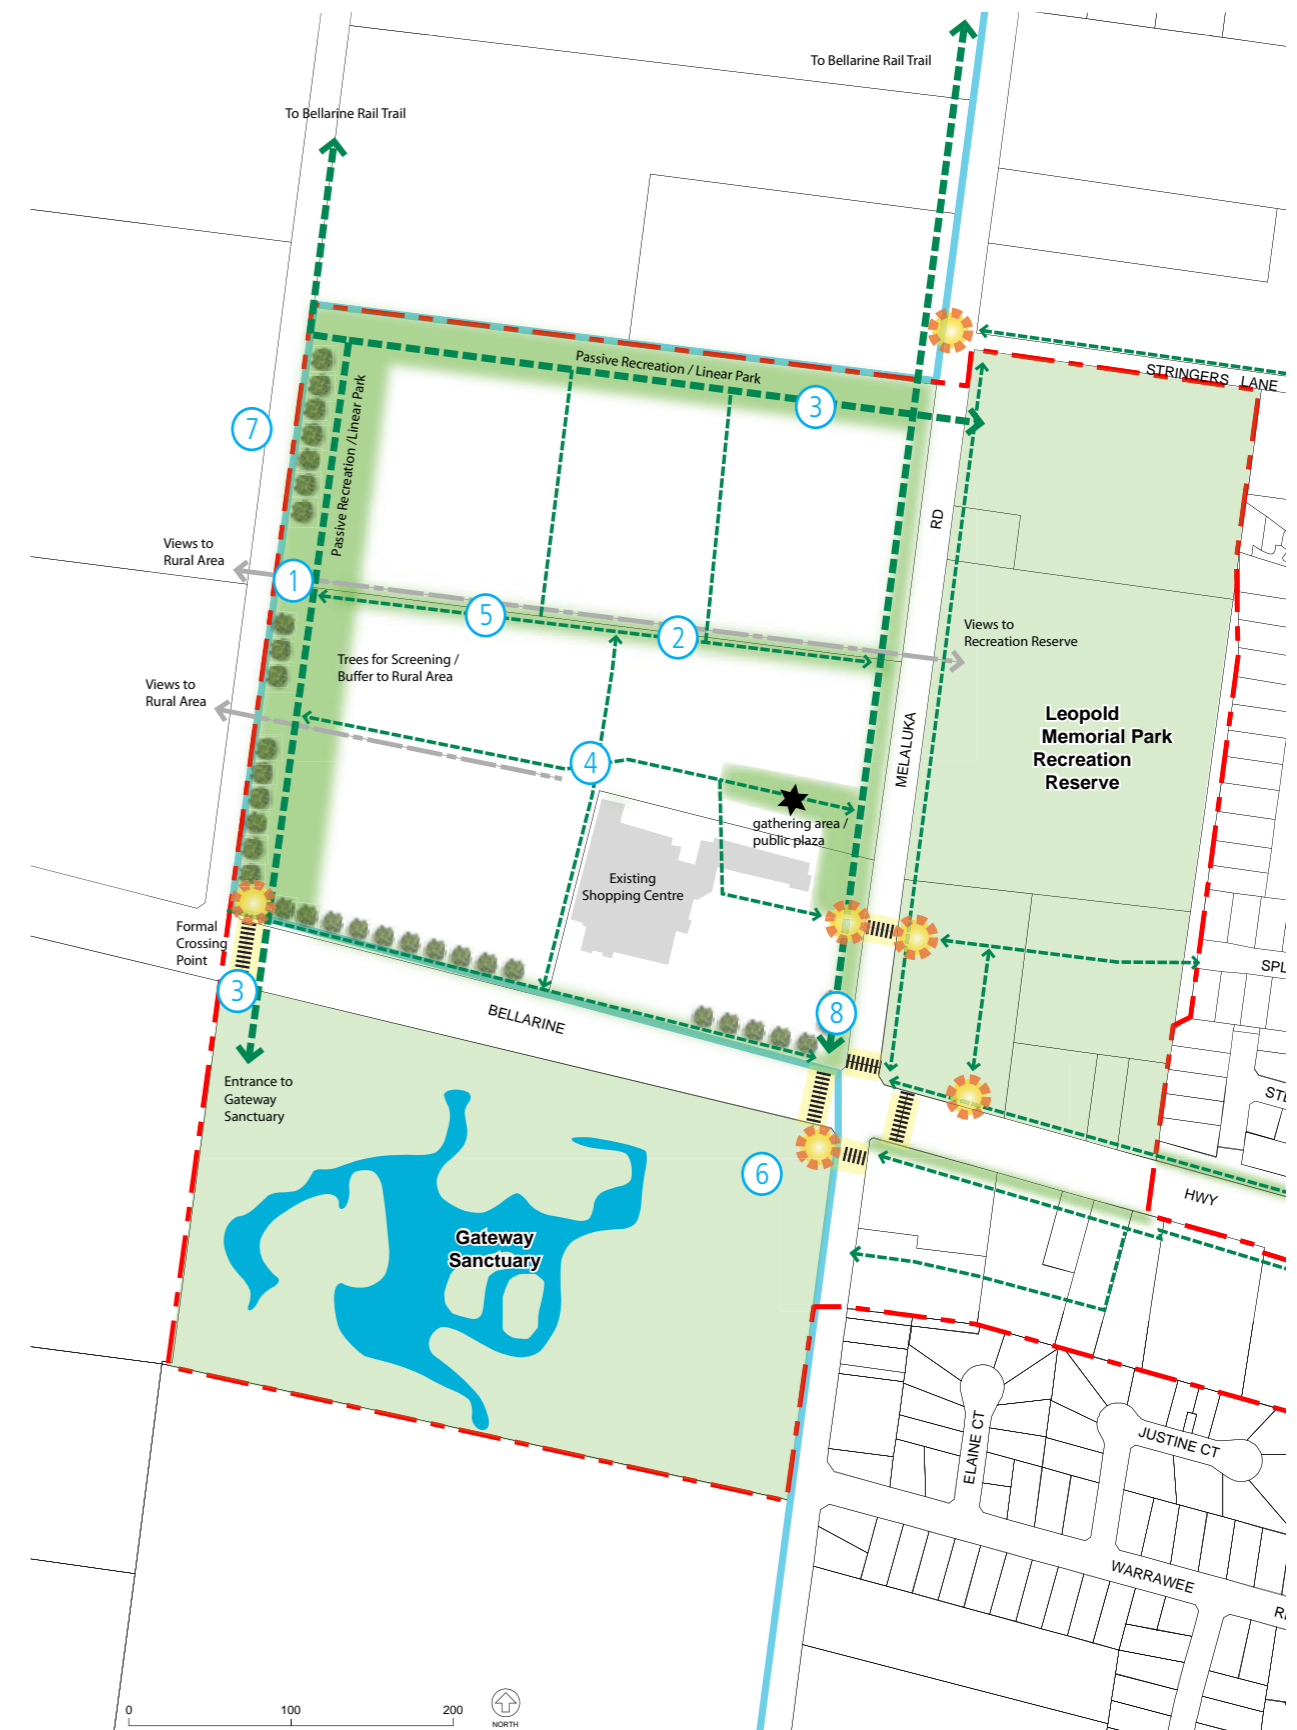 To Bellarine Rail Trail
To Bellarine Rail Trail
STRINGERS LANE
Passive Recreation / Linear Park
3
Passive Recreation /Linear Park
7
RD
Views to
Rural Area
1
5
2
Views to
Recreation Reserve
Trees for Screening /
Buffer to Rural Area
Views to
Rural Area
MELALUKA
Leopold
Memorial Park
Recreation
Reserve
4
gathering area /
public plaza
Existing
Shopping Centre
Formal
Crossing
Point
SPL
3
BELLARINE
8
Entrance to
Gateway
Sanctuary
STE
6
HWY
Gateway
Sanctuary
ELAINE CT
JUSTINE CT
WARRAWEE
0
100
200
NORTH